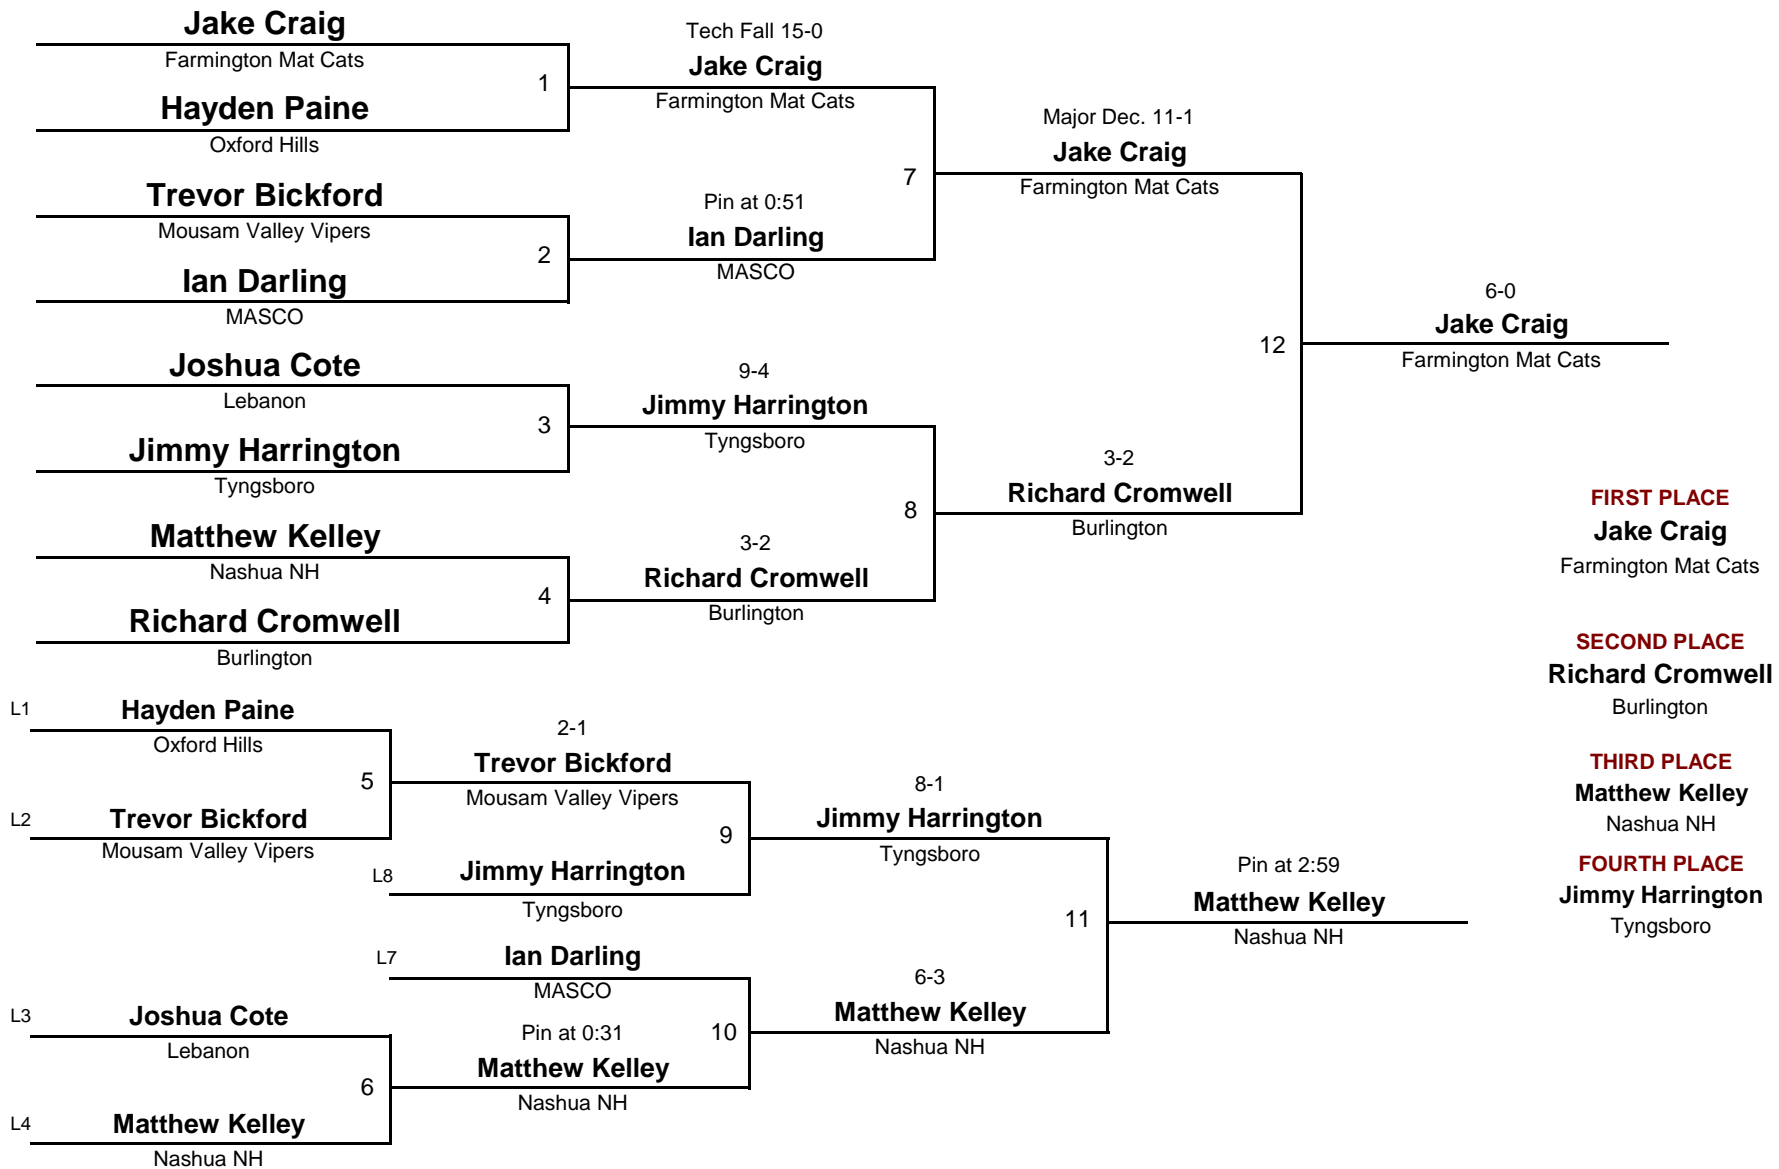 Jake Craig
Farmington Mat Cats
1
Hayden Paine
Oxford Hills
Trevor Bickford
Mousam Valley Vipers
2
Ian Darling
MASCO
Joshua Cote
Lebanon
3
Jimmy Harrington
Tyngsboro
Matthew Kelley
Nashua NH
4
Richard Cromwell
Burlington
Tech Fall 15-0
Jake Craig
Farmington Mat Cats
7
Pin at 0:51
Ian Darling
MASCO
9-4
Jimmy Harrington
Tyngsboro
8
3-2
Richard Cromwell
Burlington
Major Dec. 11-1
Jake Craig
Farmington Mat Cats
12
3-2
Richard Cromwell
Burlington
6-0
Jake Craig
Farmington Mat Cats
FIRST PLACE
Jake Craig
Farmington Mat Cats
SECOND PLACE
Richard Cromwell
Burlington
THIRD PLACE
Matthew Kelley
Nashua NH
FOURTH PLACE
Jimmy Harrington
Tyngsboro
L1 Hayden Paine
Oxford Hills
5
L2 Trevor Bickford
Mousam Valley Vipers
L3 Joshua Cote
Lebanon
6
L4 Matthew Kelley
Nashua NH
2-1
Trevor Bickford
Mousam Valley Vipers
9
L8 Jimmy Harrington
Tyngsboro
L7 Ian Darling
MASCO
10
Pin at 0:31
Matthew Kelley
Nashua NH
8-1
Jimmy Harrington
Tyngsboro
11
6-3
Matthew Kelley
Nashua NH
Pin at 2:59
Matthew Kelley
Nashua NH